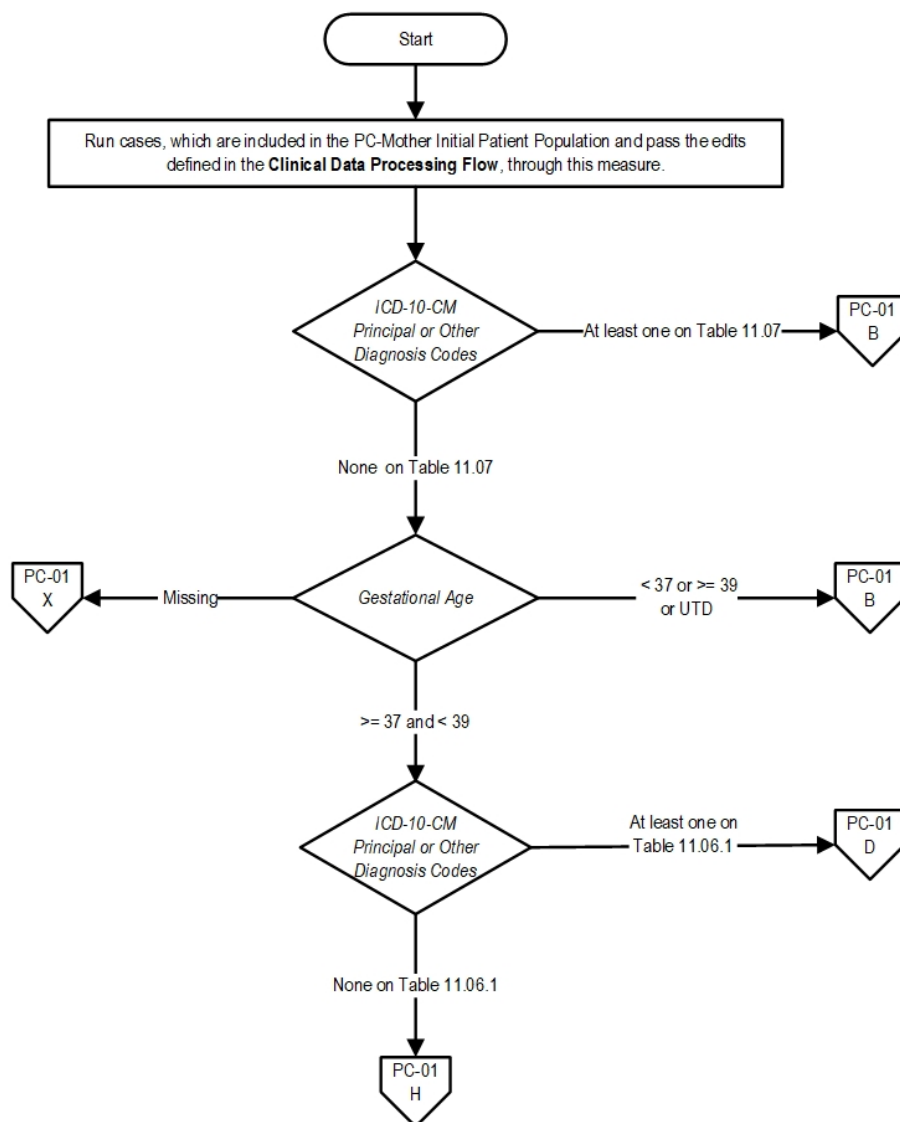 Start
Run cases, which are included in the PC-Mother Initial Patient Population and pass the edits
defined in the Clinical Data Processing Flow, through this measure.
ICD-10-CM
Principal or Other
Diagnosis Codes
At least one on Table 11.07
PC-01
B
None on Table 11.07
PC-01
X
Missing
Gestational Age
< 37 or >= 39
or UTD
PC-01
B
>= 37 and < 39
ICD-10-CM
Principal or Other
Diagnosis Codes
At least one on
Table 11.06.1
PC-01
D
None on Table 11.06.1
PC-01
H